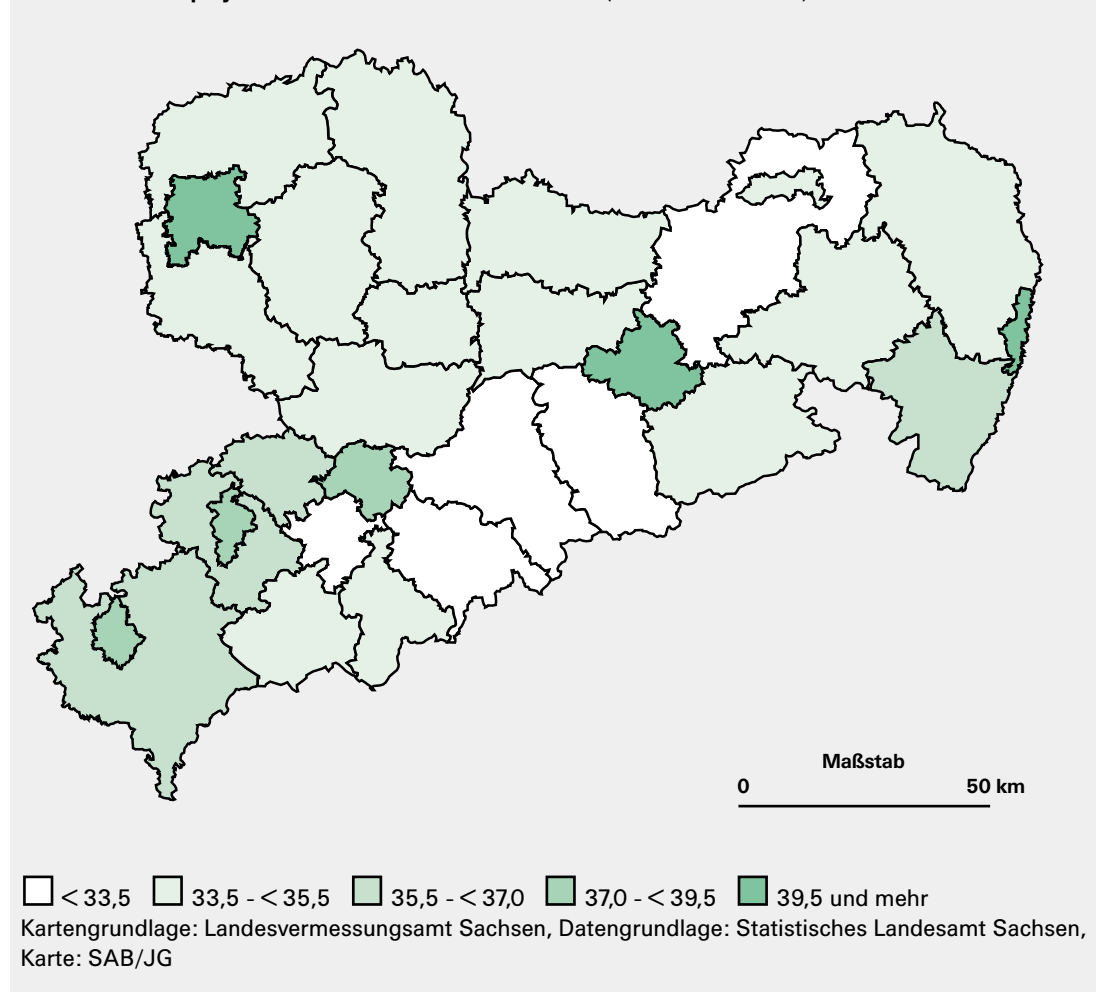 Maßstab
0 50 km
< 33,5 33,5 - < 35,5 35,5 - < 37,0 37,0 - < 39,5 39,5 und mehr
Kartengrundlage: Landesvermessungsamt Sachsen, Datengrundlage: Statistisches Landesamt Sachsen,
Karte: SAB/JG